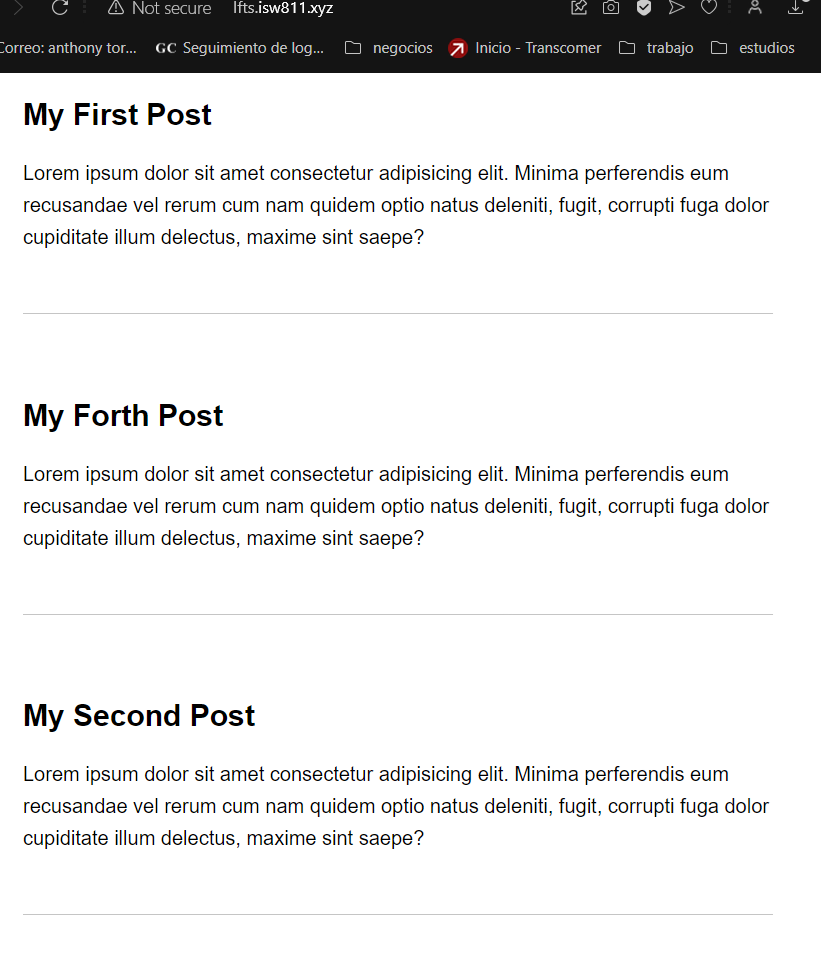 Not secure lfts.isw811.xyz
Correo: anthony tor... GC Seguimiento de log... negocios Inicio - Transcomer trabajo estudios
My First Post
Lorem ipsum dolor sit amet consectetur adipisicing elit. Minima perferendis eum
recusandae vel rerum cum nam quidem optio natus deleniti, fugit, corrupti fuga dolor
cupiditate illum delectus, maxime sint saepe?
My Forth Post
Lorem ipsum dolor sit amet consectetur adipisicing elit. Minima perferendis eum
recusandae vel rerum cum nam quidem optio natus deleniti, fugit, corrupti fuga dolor
cupiditate illum delectus, maxime sint saepe?
My Second Post
Lorem ipsum dolor sit amet consectetur adipisicing elit. Minima perferendis eum
recusandae vel rerum cum nam quidem optio natus deleniti, fugit, corrupti fuga dolor
cupiditate illum delectus, maxime sint saepe?